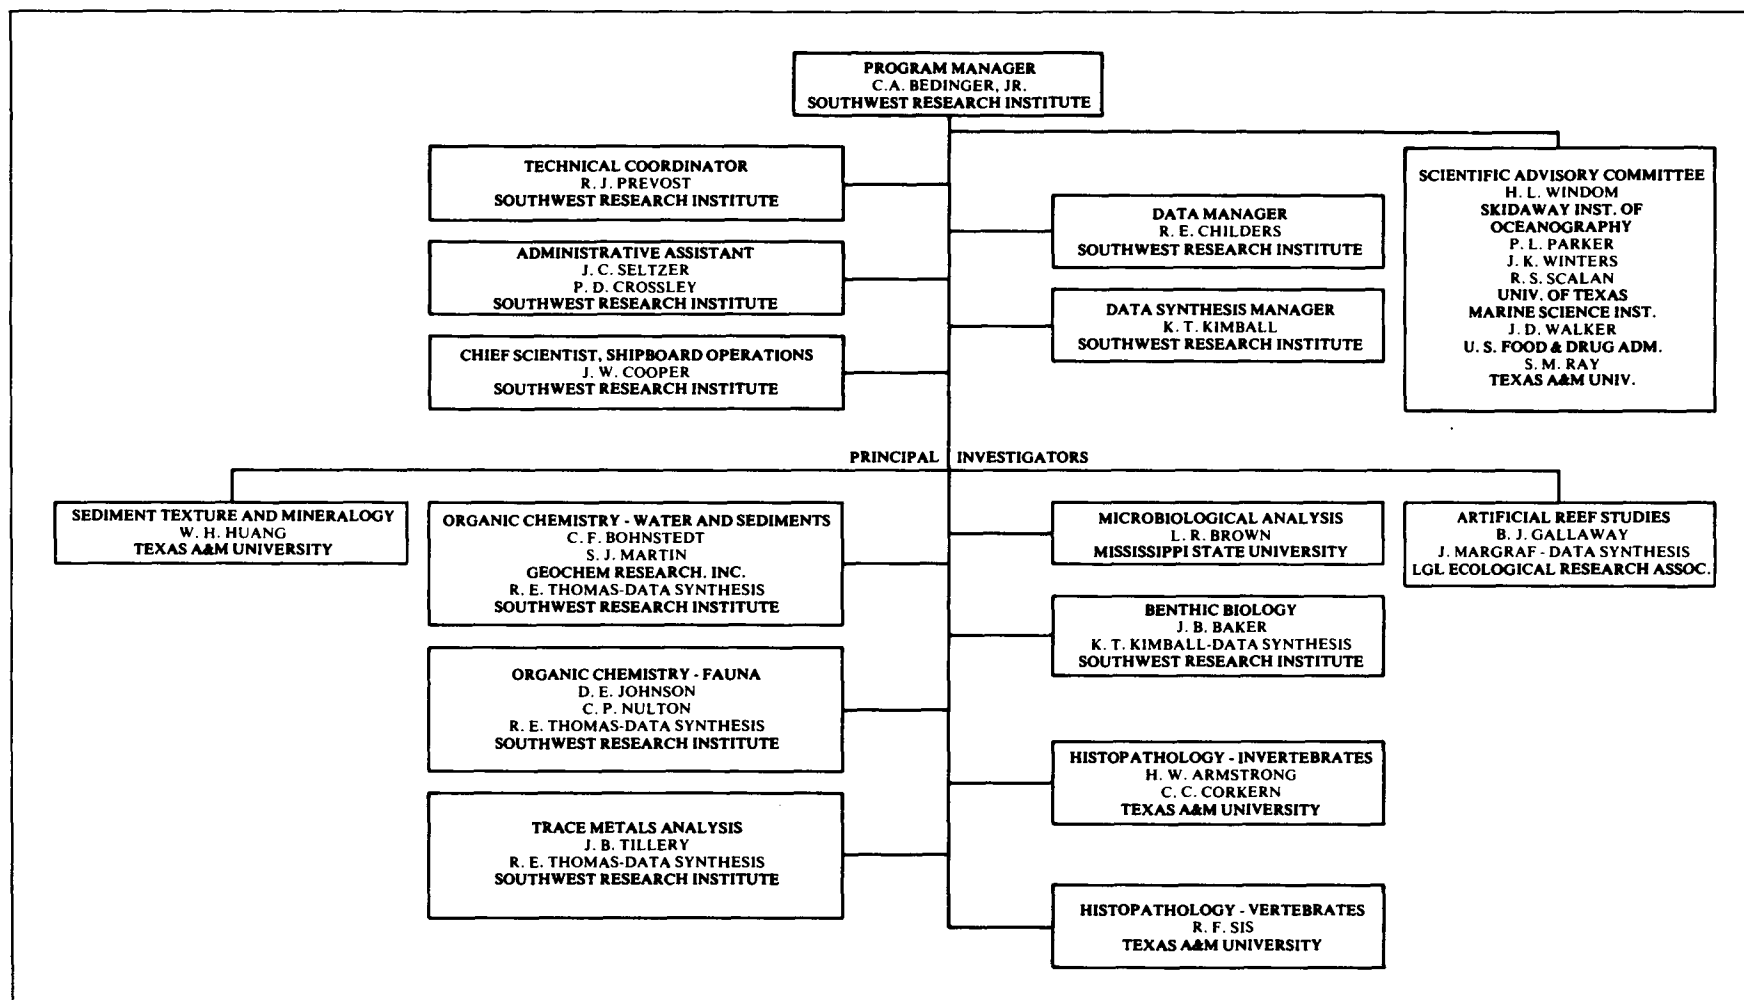 PROGRAM MANAGER
C.A. BEDINGER, JR.
SOUTHWEST RESEARCH INSTITUTE
TECHNICAL COORDINATOR
R. J. PREVOST
SOUTHWEST RESEARCH INSTITUTE
ADMINISTRATIVE ASSISTANT
J. C. SELTZER
P. D. CROSSLEY
SOUTHWEST RESEARCH INSTITUTE
CHIEF SCIENTIST, SHIPBOARD OPERATIONS
J. W. COOPER
SOUTHWEST RESEARCH INSTITUTE
DATA MANAGER
R. E. CHILDERS
SOUTHWEST RESEARCH INSTITUTE
DATA SYNTHESIS MANAGER
K. T. KIMBALL
SOUTHWEST RESEARCH INSTITUTE
SCIENTIFIC ADVISORY COMMITTEE
H. L. WINDOM
SKIDAWAY INST. OF
OCEANOGRAPHY
P. L. PARKER
J. K. WINTERS
R. S. SCALAN
UNIV. OF TEXAS
MARINE SCIENCE INST.
J. D. WALKER
U. S. FOOD & DRUG ADM.
S. M. RAY
TEXAS A&M UNIV.
PRINCIPAL INVESTIGATORS
SEDIMENT TEXTURE AND MINERALOGY
W. H. HUANG
TEXAS A&M UNIVERSITY
ORGANIC CHEMISTRY - WATER AND SEDIMENTS
C. F. BOHNSTEDT
S. J. MARTIN
GEOCHEM RESEARCH, INC.
R. E. THOMAS-DATA SYNTHESIS
SOUTHWEST RESEARCH INSTITUTE
ORGANIC CHEMISTRY - FAUNA
D. E. JOHNSON
C. P. NULTON
R. E. THOMAS-DATA SYNTHESIS
SOUTHWEST RESEARCH INSTITUTE
TRACE METALS ANALYSIS
J. B. TILLERY
R. E. THOMAS-DATA SYNTHESIS
SOUTHWEST RESEARCH INSTITUTE
MICROBIOLOGICAL ANALYSIS
L. R. BROWN
MISSISSIPPI STATE UNIVERSITY
BENTHIC BIOLOGY
J. B. BAKER
K. T. KIMBALL-DATA SYNTHESIS
SOUTHWEST RESEARCH INSTITUTE
HISTOPATHOLOGY - INVERTEBRATES
H. W. ARMSTRONG
C. C. CORKERN
TEXAS A&M UNIVERSITY
HISTOPATHOLOGY - VERTEBRATES
R. F. SIS
TEXAS A&M UNIVERSITY
ARTIFICIAL REEF STUDIES
B. J. GALLAWAY
J. MARGRAF - DATA SYNTHESIS
LGL ECOLOGICAL RESEARCH ASSOC.